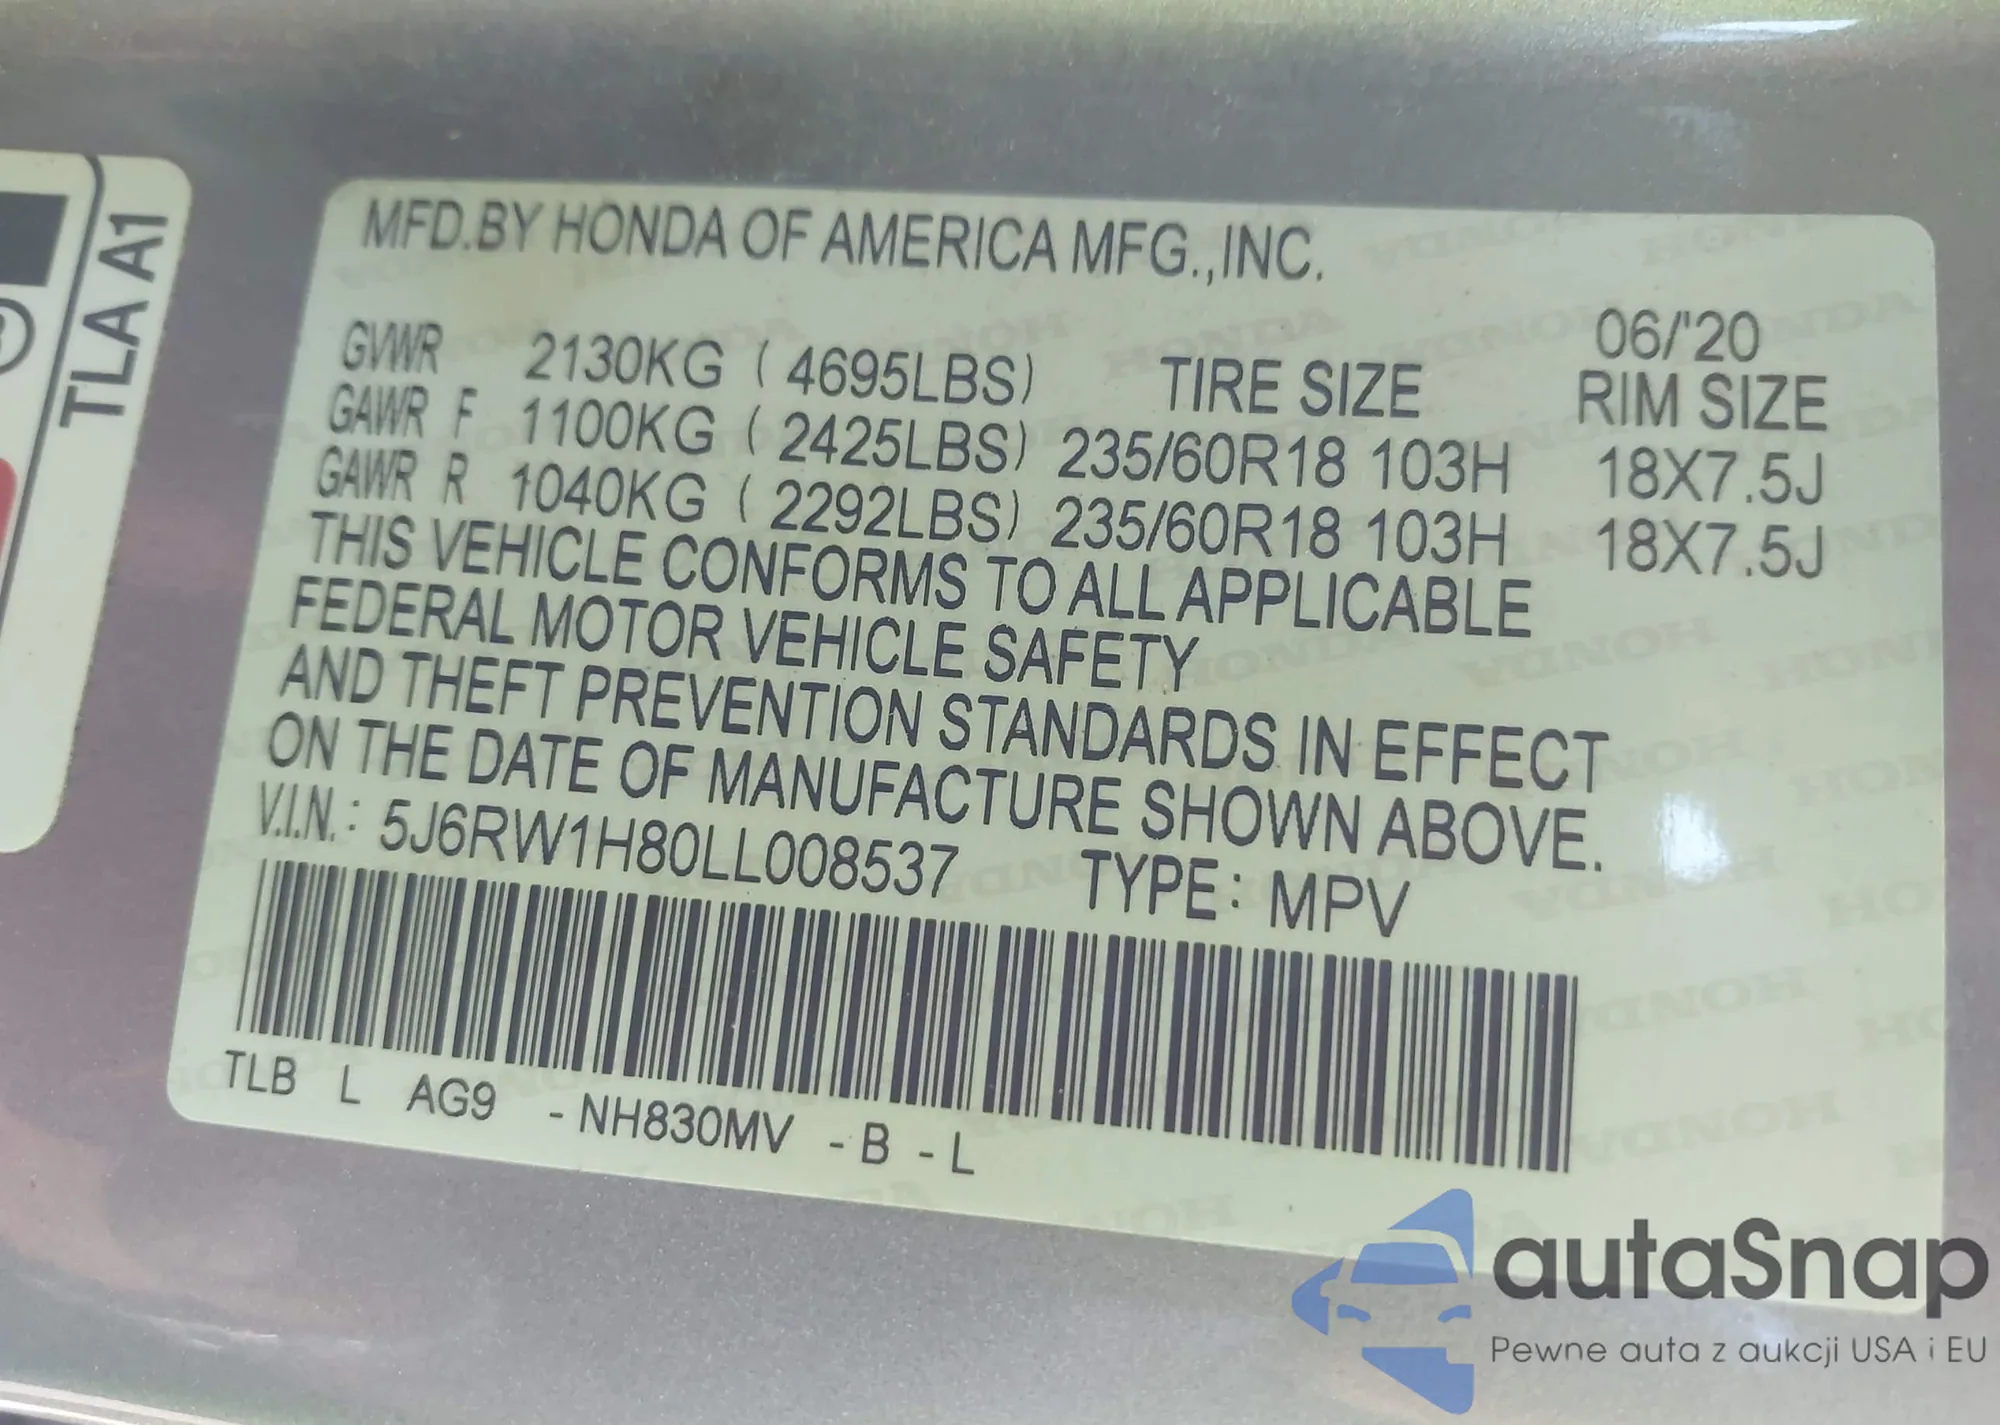 TLA A1
MFD.BY HONDA OF AMERICA MFG.,INC.
06/'20
GVWR 2130KG ( 4695LBS) TIRE SIZE RIM SIZE
GAWR F 1100KG ( 2425LBS) 235/60R18 103H 18X7.5J
GAWR R 1040KG ( 2292LBS) 235/60R18 103H 18X7.5J
THIS VEHICLE CONFORMS TO ALL APPLICABLE
FEDERAL MOTOR VEHICLE SAFETY
AND THEFT PREVENTION STANDARDS IN EFFECT
ON THE DATE OF MANUFACTURE SHOWN ABOVE.
V.I.N.: 5J6RW1H80LL008537 TYPE: MPV
TLB L AG9 -NH830MV -B -L
autaSnap
Pewne auta z aukcji USA i EU